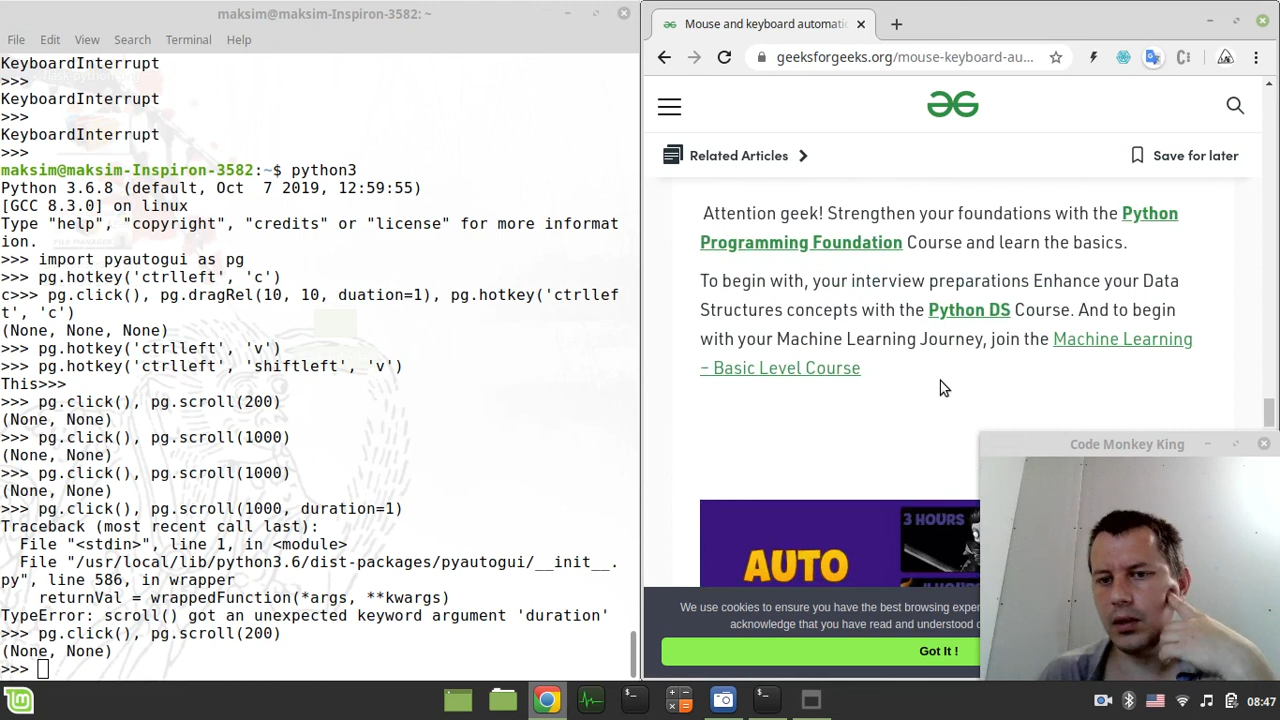 maksim@maksim-Inspiron-3582: ~
File Edit View Search Terminal Help
KeyboardInterrupt
>>>
KeyboardInterrupt
>>>
KeyboardInterrupt
>>>
maksim@maksim-Inspiron-3582:~$ python3
Python 3.6.8 (default, Oct  7 2019, 12:59:55)
[GCC 8.3.0] on linux
Type "help", "copyright", "credits" or "license" for more informat
ion.
>>> import pyautogui as pg
>>> pg.hotkey('ctrlleft', 'c')
c>>> pg.click(), pg.dragRel(10, 10, duation=1), pg.hotkey('ctrllef
t', 'c')
(None, None, None)
>>> pg.hotkey('ctrlleft', 'v')
>>> pg.hotkey('ctrlleft', 'shiftleft', 'v')
This>>>
>>> pg.click(), pg.scroll(200)
(None, None)
>>> pg.click(), pg.scroll(1000)
(None, None)
>>> pg.click(), pg.scroll(1000)
(None, None)
>>> pg.click(), pg.scroll(1000, duration=1)
Traceback (most recent call last):
  File "<stdin>", line 1, in <module>
  File "/usr/local/lib/python3.6/dist-packages/pyautogui/__init__.
py", line 586, in wrapper
    returnVal = wrappedFunction(*args, **kwargs)
TypeError: scroll() got an unexpected keyword argument 'duration'
>>> pg.click(), pg.scroll(200)
(None, None)
>>>
Mouse and keyboard automati
geeksforgeeks.org/mouse-keyboard-au...
Related Articles
Save for later
Attention geek! Strengthen your foundations with the Python
Programming Foundation Course and learn the basics.
To begin with, your interview preparations Enhance your Data
Structures concepts with the Python DS Course. And to begin
with your Machine Learning Journey, join the Machine Learning
– Basic Level Course
Code Monkey King
3 HOURS
AUTO
We use cookies to ensure you have the best browsing exper
acknowledge that you have read and understood
Got It !
08:47